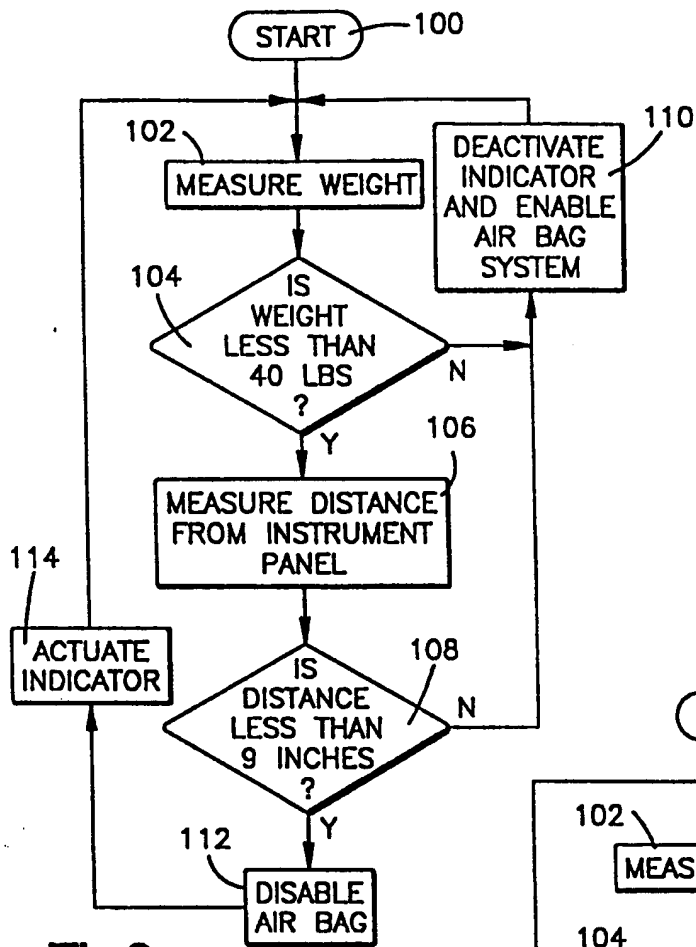 START
100
102
MEASURE WEIGHT
110
DEACTIVATE
INDICATOR
AND ENABLE
AIR BAG
SYSTEM
104
IS
WEIGHT
LESS THAN
40 LBS
?
N
Y
106
MEASURE DISTANCE
FROM INSTRUMENT
PANEL
114
ACTUATE
INDICATOR
108
IS
DISTANCE
LESS THAN
9 INCHES
?
N
Y
112
DISABLE
AIR BAG
102
MEAS
104